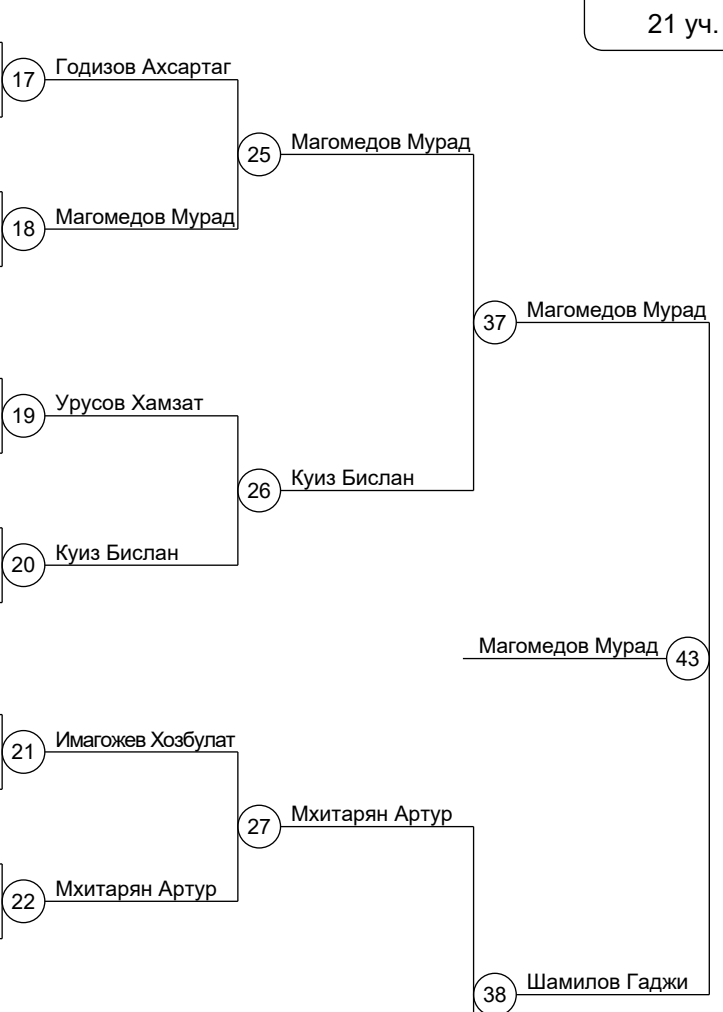 21 уч.
17 Годизов Ахсартаг
25 Магомедов Мурад
18 Магомедов Мурад
37 Магомедов Мурад
19 Урусов Хамзат
26 Куиз Бислан
20 Куиз Бислан
Магомедов Мурад 43
21 Имагожев Хозбулат
27 Мхитарян Артур
22 Мхитарян Артур
38 Шамилов Гаджи